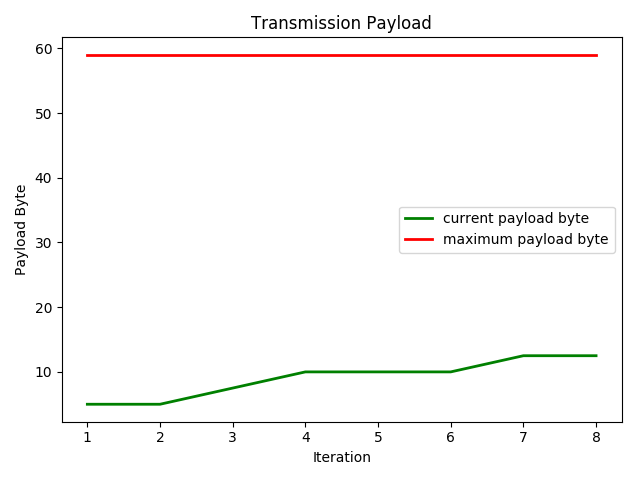 Transmission Payload
60
50
40
30
20
10
Payload Byte
current payload byte
maximum payload byte
1 2 3 4 5 6 7 8
Iteration